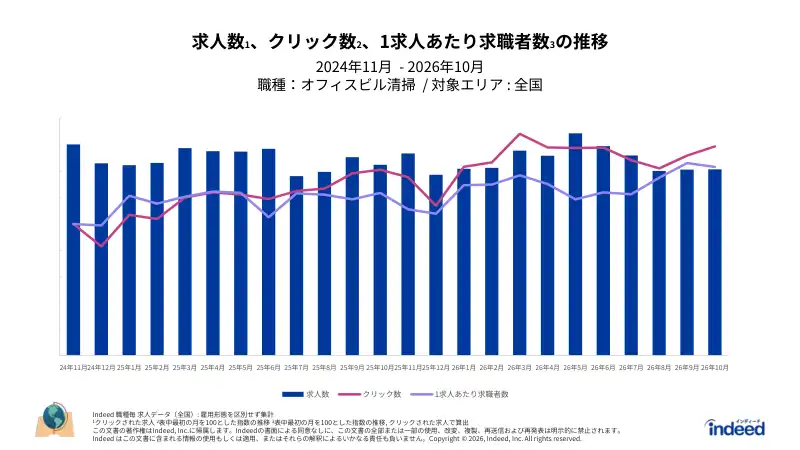 求人数1、クリック数2、1求人あたり求職者数3の推移
2024年11月 - 2026年10月
職種：オフィスビル清掃 / 対象エリア : 全国
24年11月 24年12月 25年1月 25年2月 25年3月 25年4月 25年5月 25年6月 25年7月 25年8月 25年9月 25年10月 25年11月 25年12月 26年1月 26年2月 26年3月 26年4月 26年5月 26年6月 26年7月 26年8月 26年9月 26年10月
求人数 クリック数 1求人あたり求職者数
Indeed 職種毎 求人データ（全国）: 雇用形態を区別せず集計
¹クリックされた求人 ²表中最初の月を100とした指数の推移 ³表中最初の月を100とした指数の推移, クリックされた求人で算出
この文書の著作権はIndeed, Inc.に帰属します。Indeedの書面による同意なしに、この文書の全部または一部の使用、改変、複製、再送信および再発表は明示的に禁止されます。
Indeed はこの文書に含まれる情報の使用もしくは適用、またはそれらの解釈によるいかなる責任も負いません。Copyright © 2026, Indeed, Inc. All rights reserved.
インディード
indeed